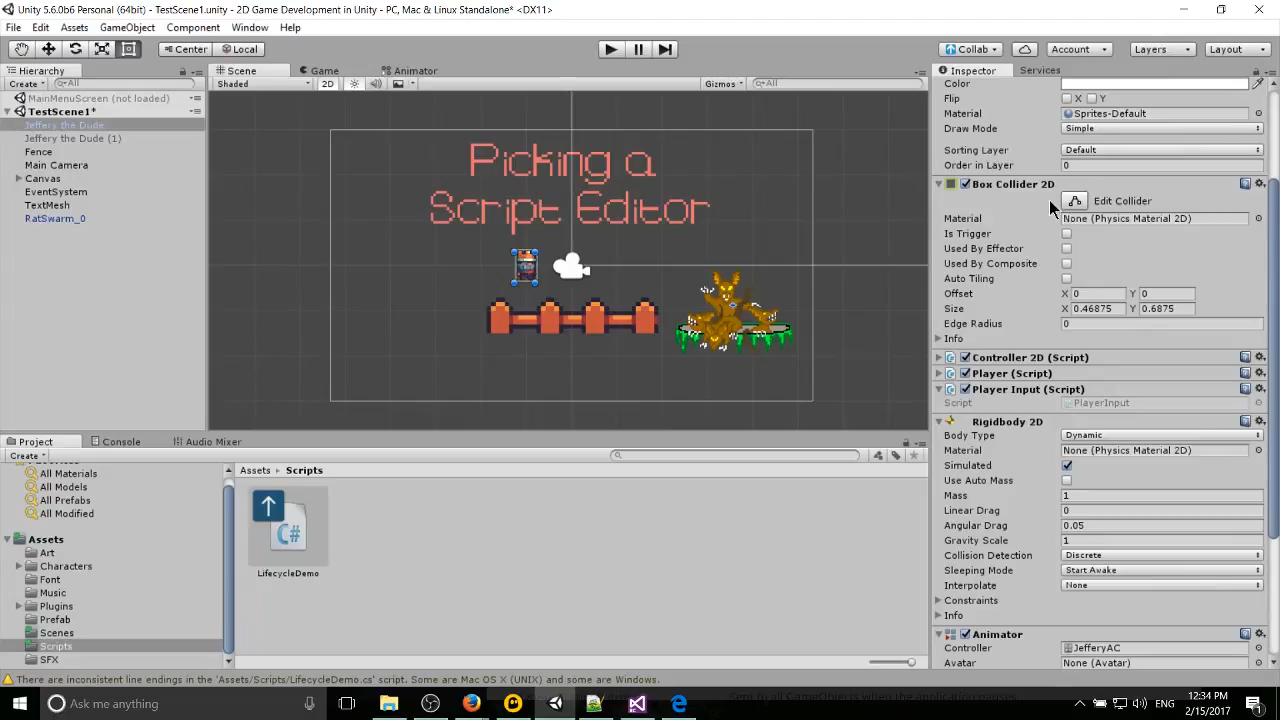 Unity 5.6.0b6 Personal (64bit) - TestScene1.unity - 2D Game Development in Unity - PC, Mac & Linux Standalone* <DX11>
File Edit Assets GameObject Component Window Help
Center Local Collab Account Layers Layout
Hierarchy Scene Game Animator Inspector Services
Create All Shaded 2D Gizmos All
MainMenuScreen (not loaded)
TestScene1*
Jeffery the Dude
Jeffery the Dude (1)
Fence
Main Camera
Canvas
EventSystem
TextMesh
RatSwarm_0
Picking a
Script Editor
Color
Flip X Y
Material Sprites-Default
Draw Mode Simple
Sorting Layer Default
Order in Layer 0
Box Collider 2D
Edit Collider
Material None (Physics Material 2D)
Is Trigger
Used By Effector
Used By Composite
Auto Tiling
Offset X 0 Y 0
Size X 0.46875 Y 0.6875
Edge Radius 0
Info
Controller 2D (Script)
Player (Script)
Player Input (Script)
Script PlayerInput
Rigidbody 2D
Body Type Dynamic
Material None (Physics Material 2D)
Simulated
Use Auto Mass
Mass 1
Linear Drag 0
Angular Drag 0.05
Gravity Scale 1
Collision Detection Discrete
Sleeping Mode Start Awake
Interpolate None
Constraints
Info
Animator
Controller JefferyAC
Avatar None (Avatar)
Project Console Audio Mixer
Create
All Materials
All Models
All Prefabs
All Modified
Assets
Art
Characters
Font
Music
Plugins
Prefab
Scenes
Scripts
SFX
Assets Scripts
C#
LifecycleDemo
There are inconsistent line endings in the 'Assets/Scripts/LifecycleDemo.cs' script. Some are Mac OS X (UNIX) and some are Windows.
Sent to all GameObjects when the application pauses.
Ask me anything
ENG
12:34 PM
2/15/2017